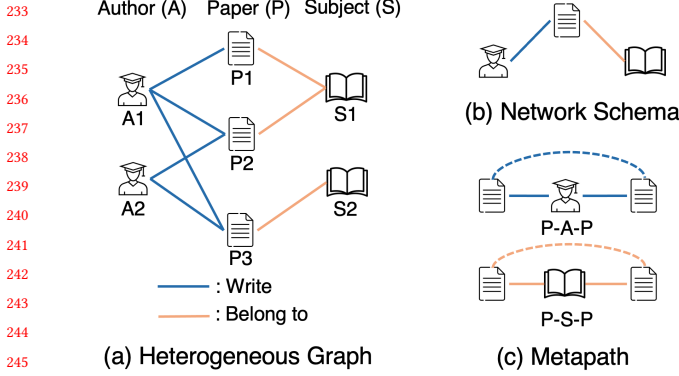 233
234
235
236
237
238
239
240
241
242
243
244
245
Author (A) Paper (P) Subject (S)
P1
A1
S1
P2
A2
S2
P3
: Write
: Belong to
(a) Heterogeneous Graph
(b) Network Schema
P-A-P
P-S-P
(c) Metapath